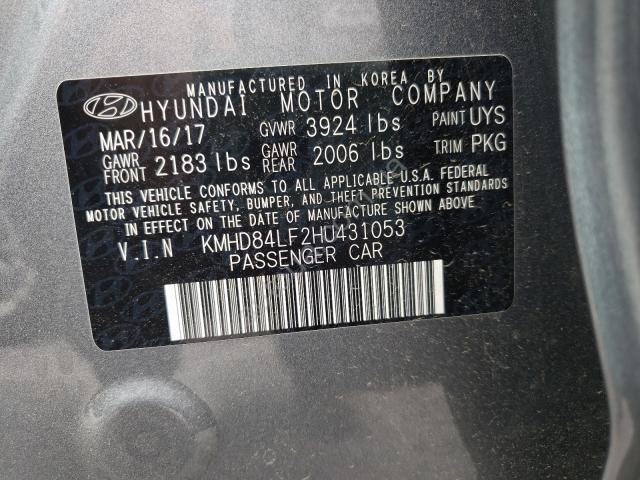 MANUFACTURED IN KOREA BY
HYUNDAI MOTOR COMPANY
MAR/16/17 GVWR 3924 lbs PAINT UYS
GAWR FRONT 2183 lbs GAWR REAR 2006 lbs TRIM PKG
THIS VEHICLE CONFORMS TO ALL APPLICABLE U.S.A. FEDERAL
MOTOR VEHICLE SAFETY, BUMPER, AND THEFT PREVENTION STANDARDS
IN EFFECT ON THE DATE OF MANUFACTURE SHOWN ABOVE.
V.I.N KMHD84LF2HU431053
PASSENGER CAR